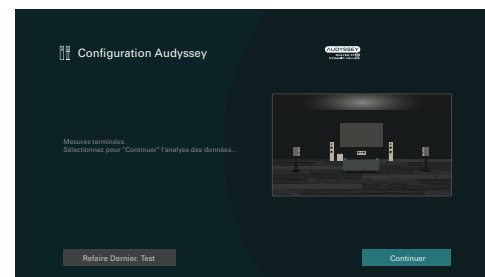 Configuration Audyssey
AUDYSSEY
Mesures terminées.
Sélectionnez pour "Continuer" l'analyse des données...
Refaire Dernier. Test
Continuer